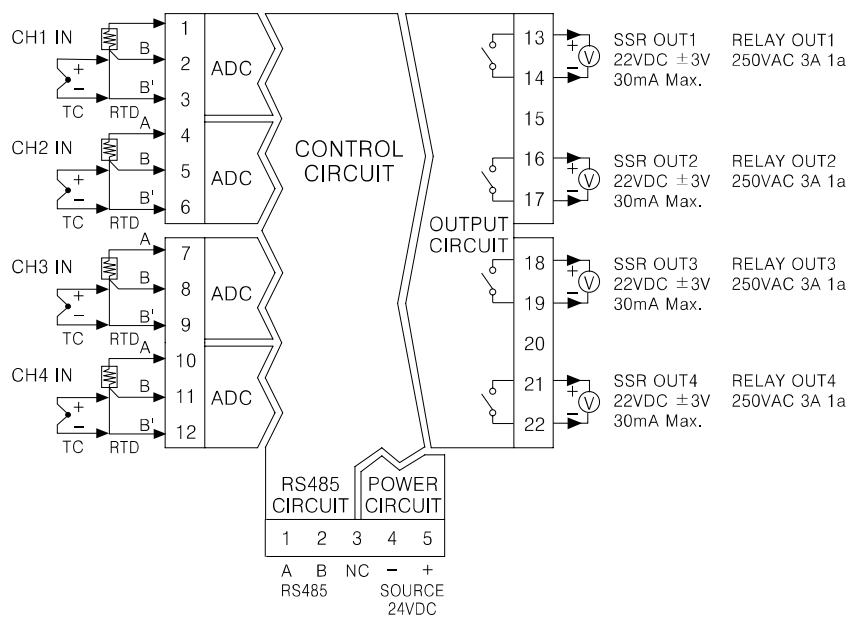 CH1 IN
1
B
2
B'
3
TC RTD
ADC
CH2 IN
A
4
B
5
B'
6
TC RTD
ADC
CH3 IN
A
7
B
8
B'
9
TC RTD
ADC
CH4 IN
A
10
B
11
B'
12
TC RTD
ADC
+
−
+
−
+
−
+
−
CONTROL
CIRCUIT
OUTPUT
CIRCUIT
13
14
15
16
17
18
19
20
21
22
+
V
−
SSR OUT1 RELAY OUT1
22VDC ±3V 250VAC 3A 1a
30mA Max.
+
V
−
SSR OUT2 RELAY OUT2
22VDC ±3V 250VAC 3A 1a
30mA Max.
+
V
−
SSR OUT3 RELAY OUT3
22VDC ±3V 250VAC 3A 1a
30mA Max.
+
V
−
SSR OUT4 RELAY OUT4
22VDC ±3V 250VAC 3A 1a
30mA Max.
RS485
CIRCUIT
POWER
CIRCUIT
1 2 3 4 5
A B NC − +
RS485 SOURCE
24VDC